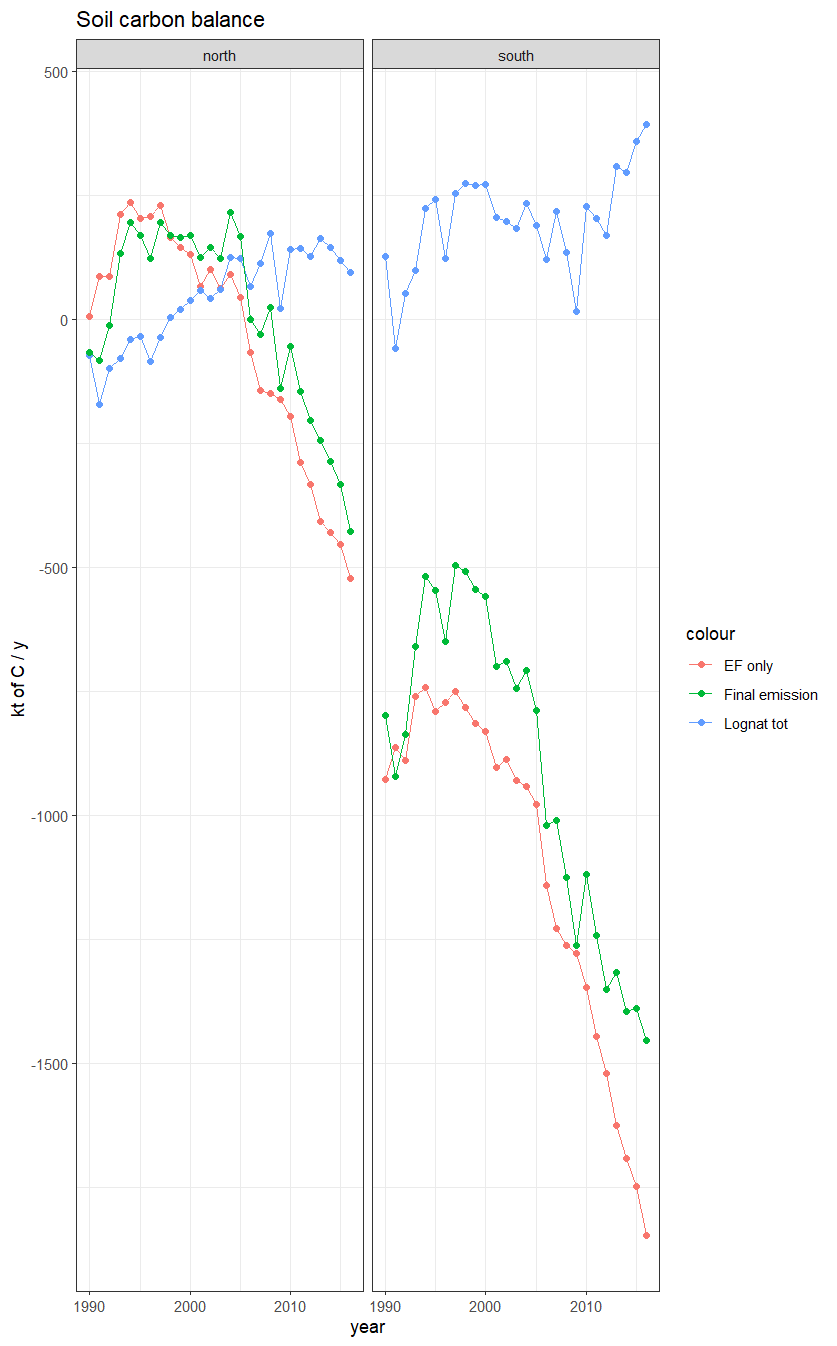 Soil carbon balance
north
south
500
0
-500
-1000
-1500
kt of C / y
1990
2000
2010
1990
2000
2010
year
colour
EF only
Final emission
Lognat tot